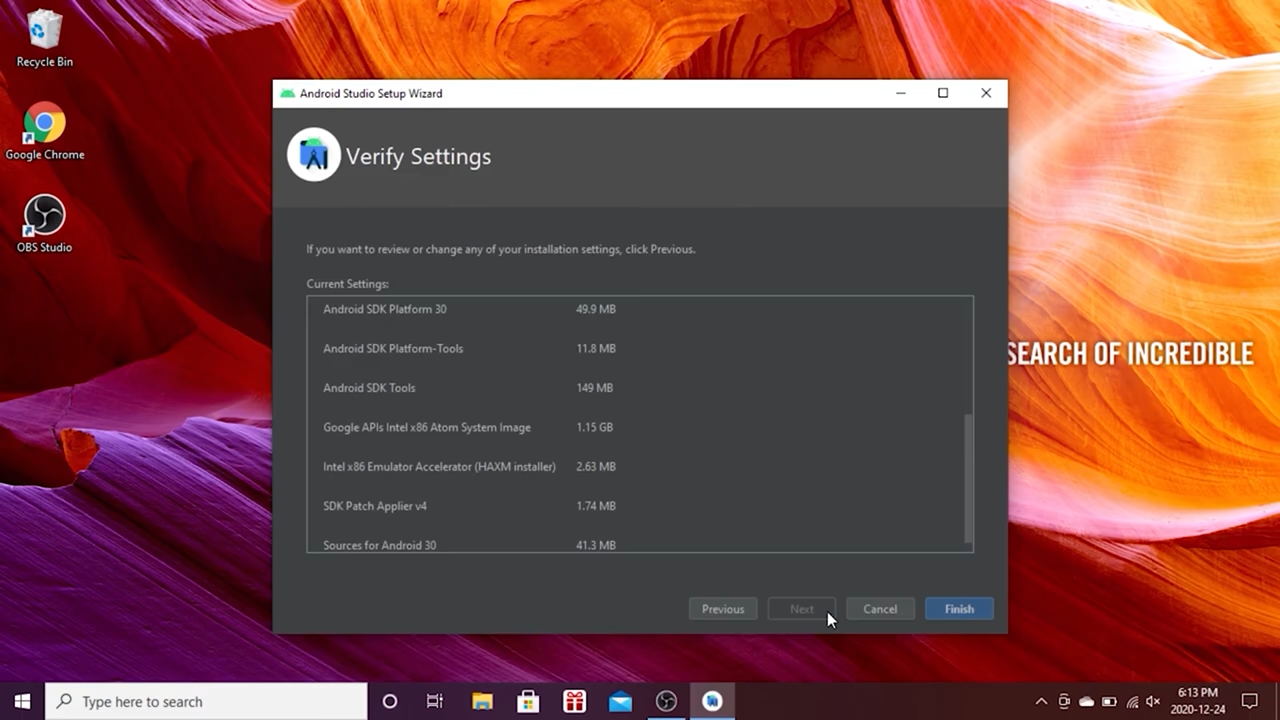 Recycle Bin
Google Chrome
OBS Studio
Android Studio Setup Wizard
Verify Settings
If you want to review or change any of your installation settings, click Previous.
Current Settings:
Android SDK Platform 30 49.9 MB
Android SDK Platform-Tools 11.8 MB
Android SDK Tools 149 MB
Google APIs Intel x86 Atom System Image 1.15 GB
Intel x86 Emulator Accelerator (HAXM installer) 2.63 MB
SDK Patch Applier v4 1.74 MB
Sources for Android 30 41.3 MB
Previous Next Cancel Finish
SEARCH OF INCREDIBLE
Type here to search
6:13 PM
2020-12-24